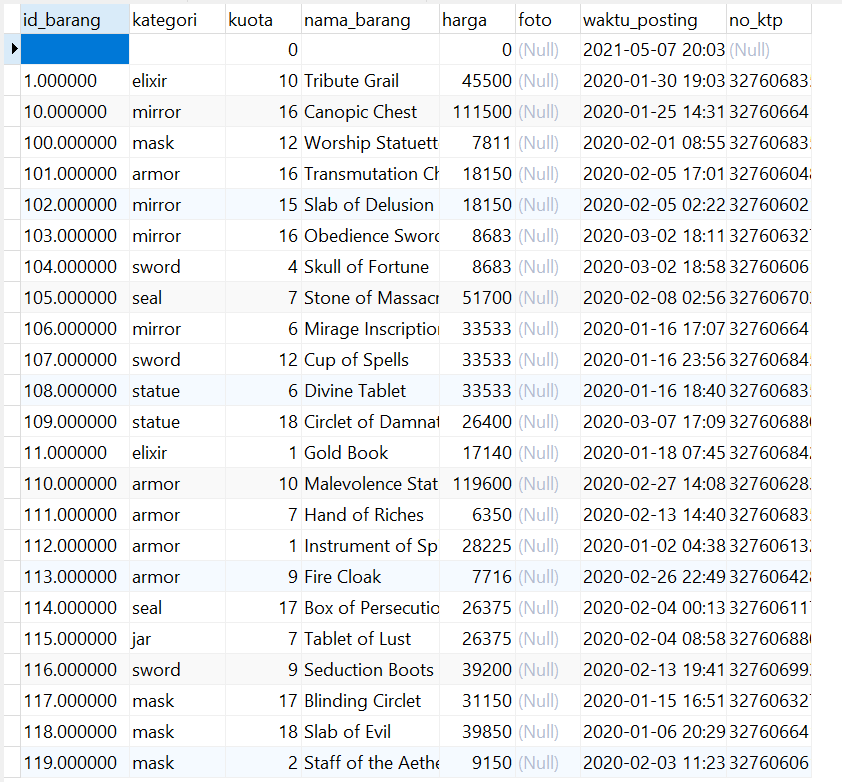 id_barang kategori kuota nama_barang harga foto waktu_posting no_ktp
0 0 (Null) 2021-05-07 20:03 (Null)
1.000000 elixir 10 Tribute Grail 45500 (Null) 2020-01-30 19:03 32760683
10.000000 mirror 16 Canopic Chest 111500 (Null) 2020-01-25 14:31 32760664
100.000000 mask 12 Worship Statuett 7811 (Null) 2020-02-01 08:55 32760683
101.000000 armor 16 Transmutation Ch 18150 (Null) 2020-02-05 17:01 32760604
102.000000 mirror 15 Slab of Delusion 18150 (Null) 2020-02-05 02:22 32760602
103.000000 mirror 16 Obedience Sword 8683 (Null) 2020-03-02 18:11 32760632
104.000000 sword 4 Skull of Fortune 8683 (Null) 2020-03-02 18:58 32760606
105.000000 seal 7 Stone of Massacr 51700 (Null) 2020-02-08 02:56 32760670
106.000000 mirror 6 Mirage Inscription 33533 (Null) 2020-01-16 17:07 32760664
107.000000 sword 12 Cup of Spells 33533 (Null) 2020-01-16 23:56 32760684
108.000000 statue 6 Divine Tablet 33533 (Null) 2020-01-16 18:40 32760683
109.000000 statue 18 Circlet of Damnat 26400 (Null) 2020-03-07 17:09 32760688
11.000000 elixir 1 Gold Book 17140 (Null) 2020-01-18 07:45 32760684
110.000000 armor 10 Malevolence Stat 119600 (Null) 2020-02-27 14:08 32760628
111.000000 armor 7 Hand of Riches 6350 (Null) 2020-02-13 14:40 32760683
112.000000 armor 1 Instrument of Sp 28225 (Null) 2020-01-02 04:38 32760613
113.000000 armor 9 Fire Cloak 7716 (Null) 2020-02-26 22:49 32760642
114.000000 seal 17 Box of Persecutio 26375 (Null) 2020-02-04 00:13 32760611
115.000000 jar 7 Tablet of Lust 26375 (Null) 2020-02-04 08:58 32760688
116.000000 sword 9 Seduction Boots 39200 (Null) 2020-02-13 19:41 32760699
117.000000 mask 17 Blinding Circlet 31150 (Null) 2020-01-15 16:51 32760632
118.000000 mask 18 Slab of Evil 39850 (Null) 2020-01-06 20:29 32760664
119.000000 mask 2 Staff of the Aethe 9150 (Null) 2020-02-03 11:23 32760606